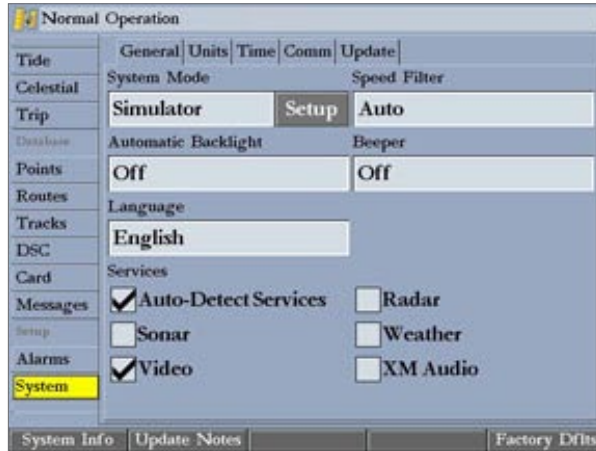 Normal Operation
General Units Time Comm Update
Tide
Celestial
Trip
Database
Points
Routes
Tracks
DSC
Card
Messages
Setup
Alarms
System
System Mode
Simulator Setup
Speed Filter
Auto
Automatic Backlight
Off
Beeper
Off
Language
English
Services
Auto-Detect Services
Radar
Sonar
Weather
Video
XM Audio
System Info Update Notes Factory Dflts